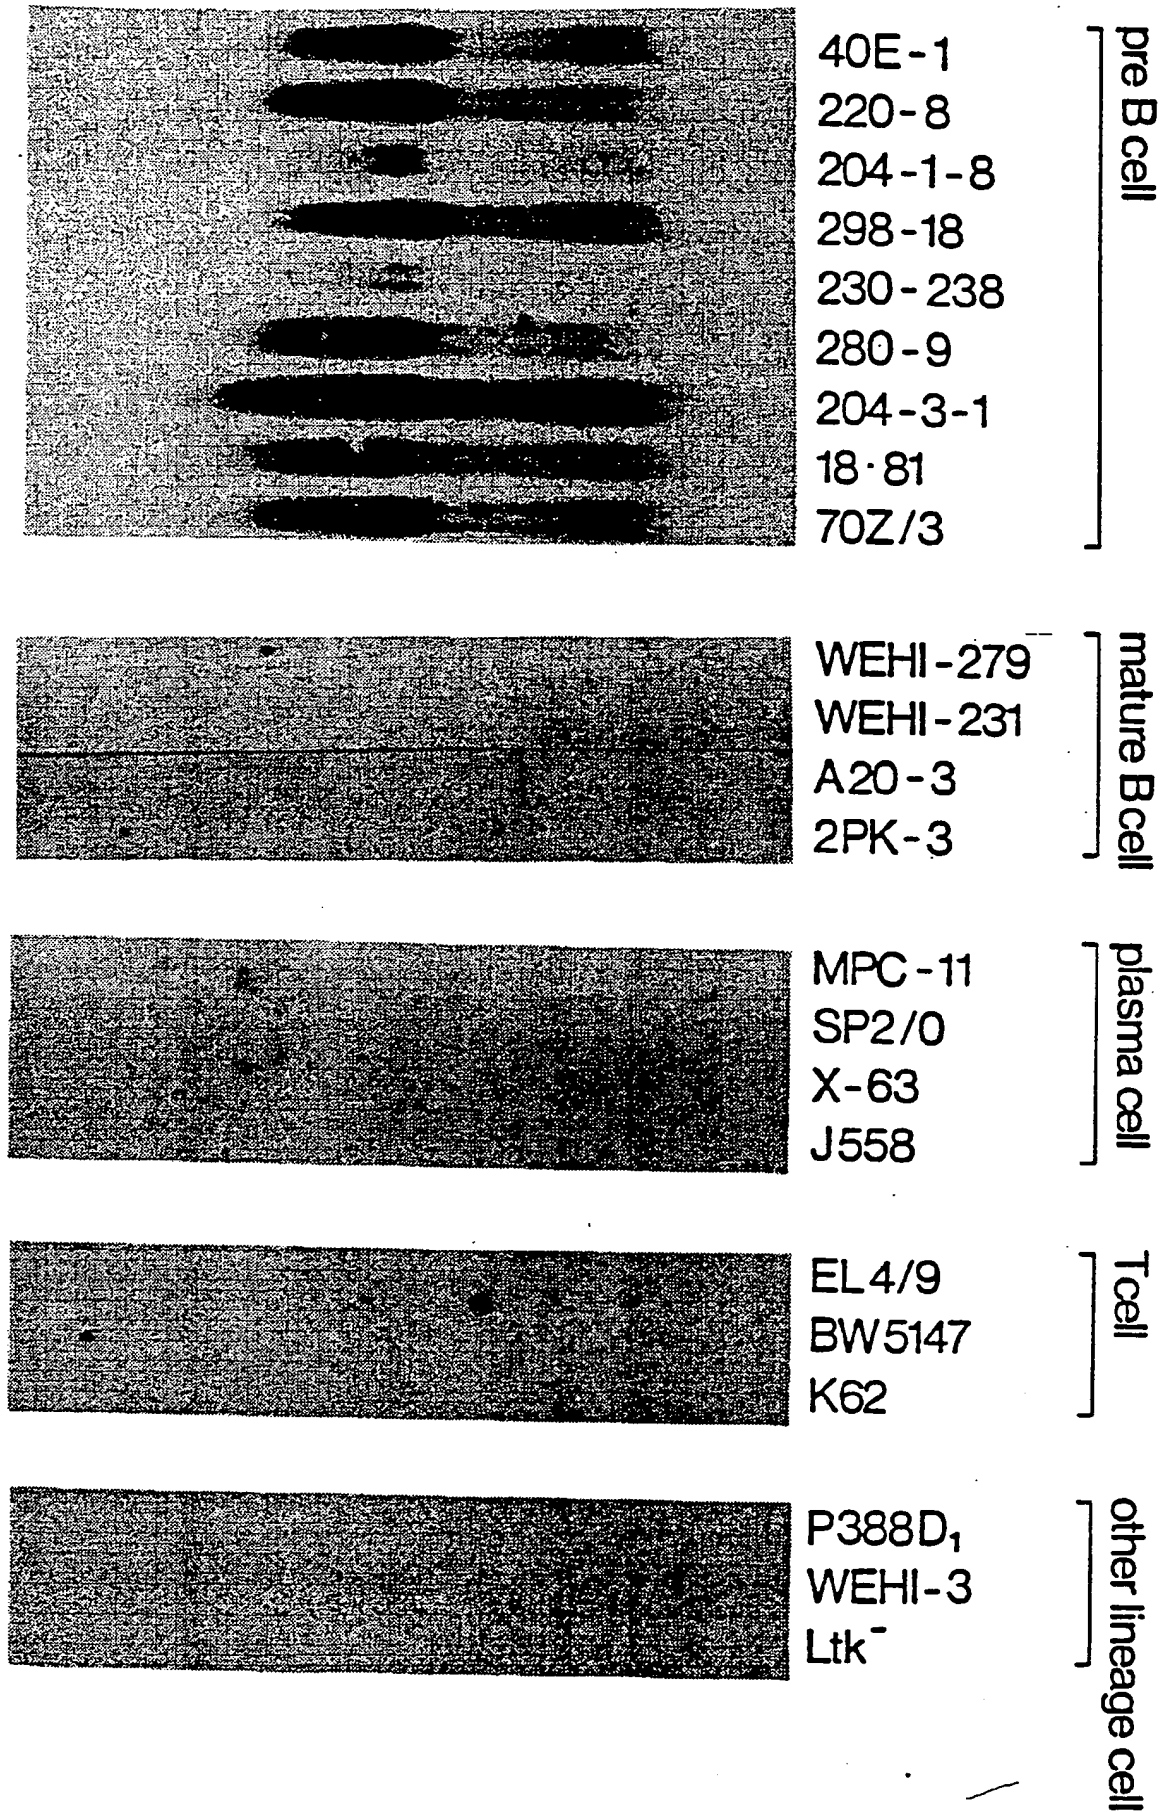 pre B cell
40E-1
220-8
204-1-8
298-18
230-238
280-9
204-3-1
18·81
70Z/3
mature B cell
WEHI-279
WEHI-231
A20-3
2PK-3
plasma cell
MPC-11
SP2/0
X-63
J558
T cell
EL4/9
BW5147
K62
other lineage cell
P388D₁
WEHI-3
Ltk⁻